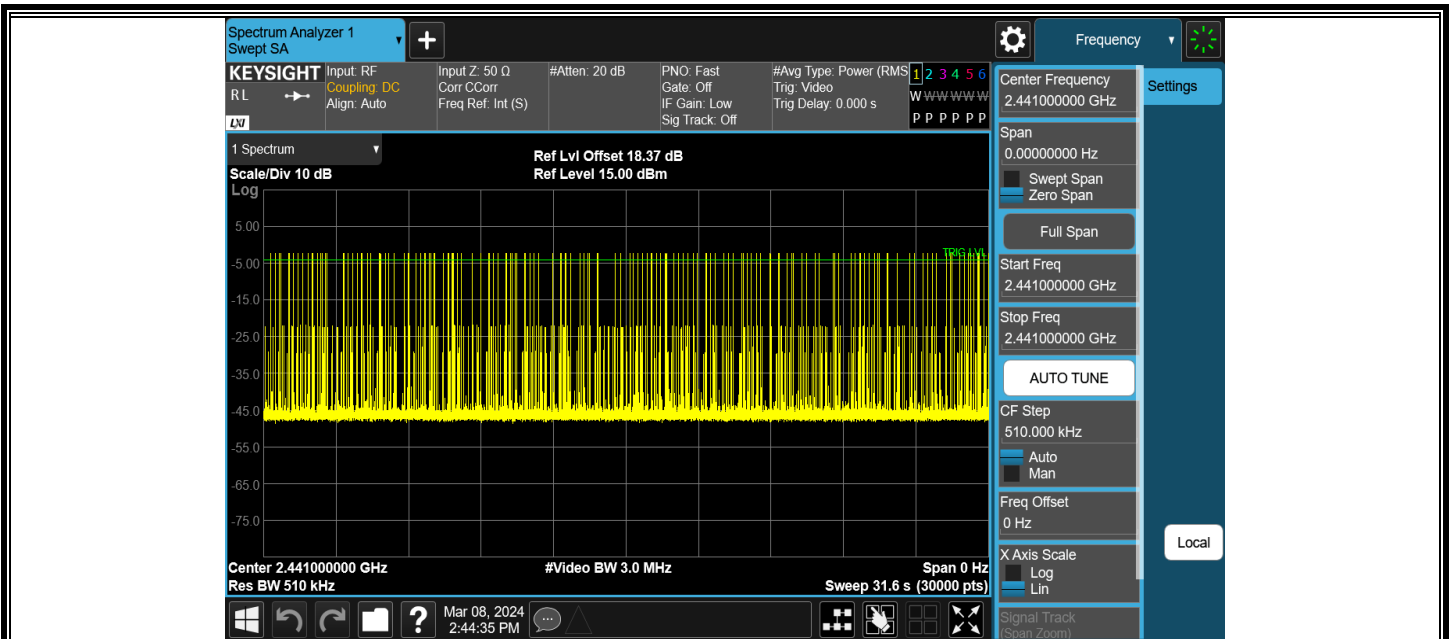 Spectrum Analyzer 1
Swept SA
Frequency
KEYSIGHT
RL
LXI
Input: RF
Coupling: DC
Align: Auto
Input Z: 50 Ω
Corr CCorr
Freq Ref: Int (S)
#Atten: 20 dB
PNO: Fast
Gate: Off
IF Gain: Low
Sig Track: Off
#Avg Type: Power (RMS
Trig: Video
Trig Delay: 0.000 s
1 2 3 4 5 6
W W W W W W
P P P P P P
1 Spectrum
Scale/Div 10 dB
Ref Lvl Offset 18.37 dB
Ref Level 15.00 dBm
Log
5.00
TRIG LVL
-5.00
-15.0
-25.0
-35.0
-45.0
-55.0
-65.0
-75.0
Center 2.441000000 GHz
#Video BW 3.0 MHz
Span 0 Hz
Res BW 510 kHz
Sweep 31.6 s (30000 pts)
Center Frequency
2.441000000 GHz
Settings
Span
0.00000000 Hz
Swept Span
Zero Span
Full Span
Start Freq
2.441000000 GHz
Stop Freq
2.441000000 GHz
AUTO TUNE
CF Step
510.000 kHz
Auto
Man
Freq Offset
0 Hz
X Axis Scale
Log
Lin
Signal Track
(Span Zoom)
Local
?
Mar 08, 2024
2:44:35 PM